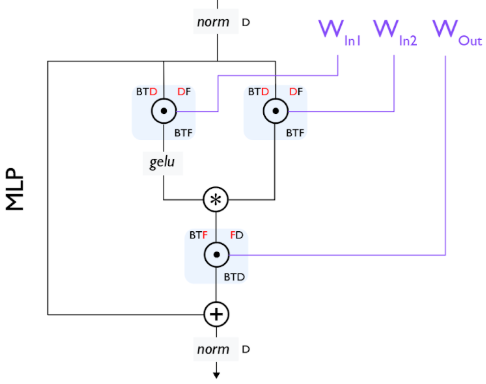 norm D
W In1 W In2 W Out
BTD DF BTD DF
BTF BTF
gelu
MLP
*
BTF FD
BTD
+
norm D